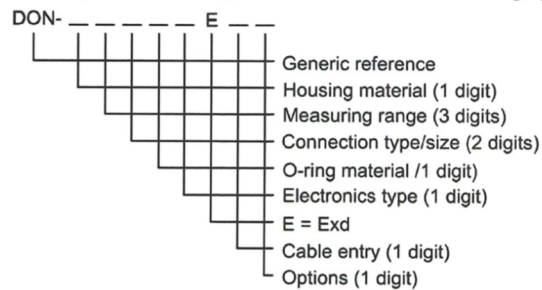 DON- _ _ _ _ _ E _ _
Generic reference
Housing material (1 digit)
Measuring range (3 digits)
Connection type/size (2 digits)
O-ring material /1 digit)
Electronics type (1 digit)
E = Exd
Cable entry (1 digit)
Options (1 digit)